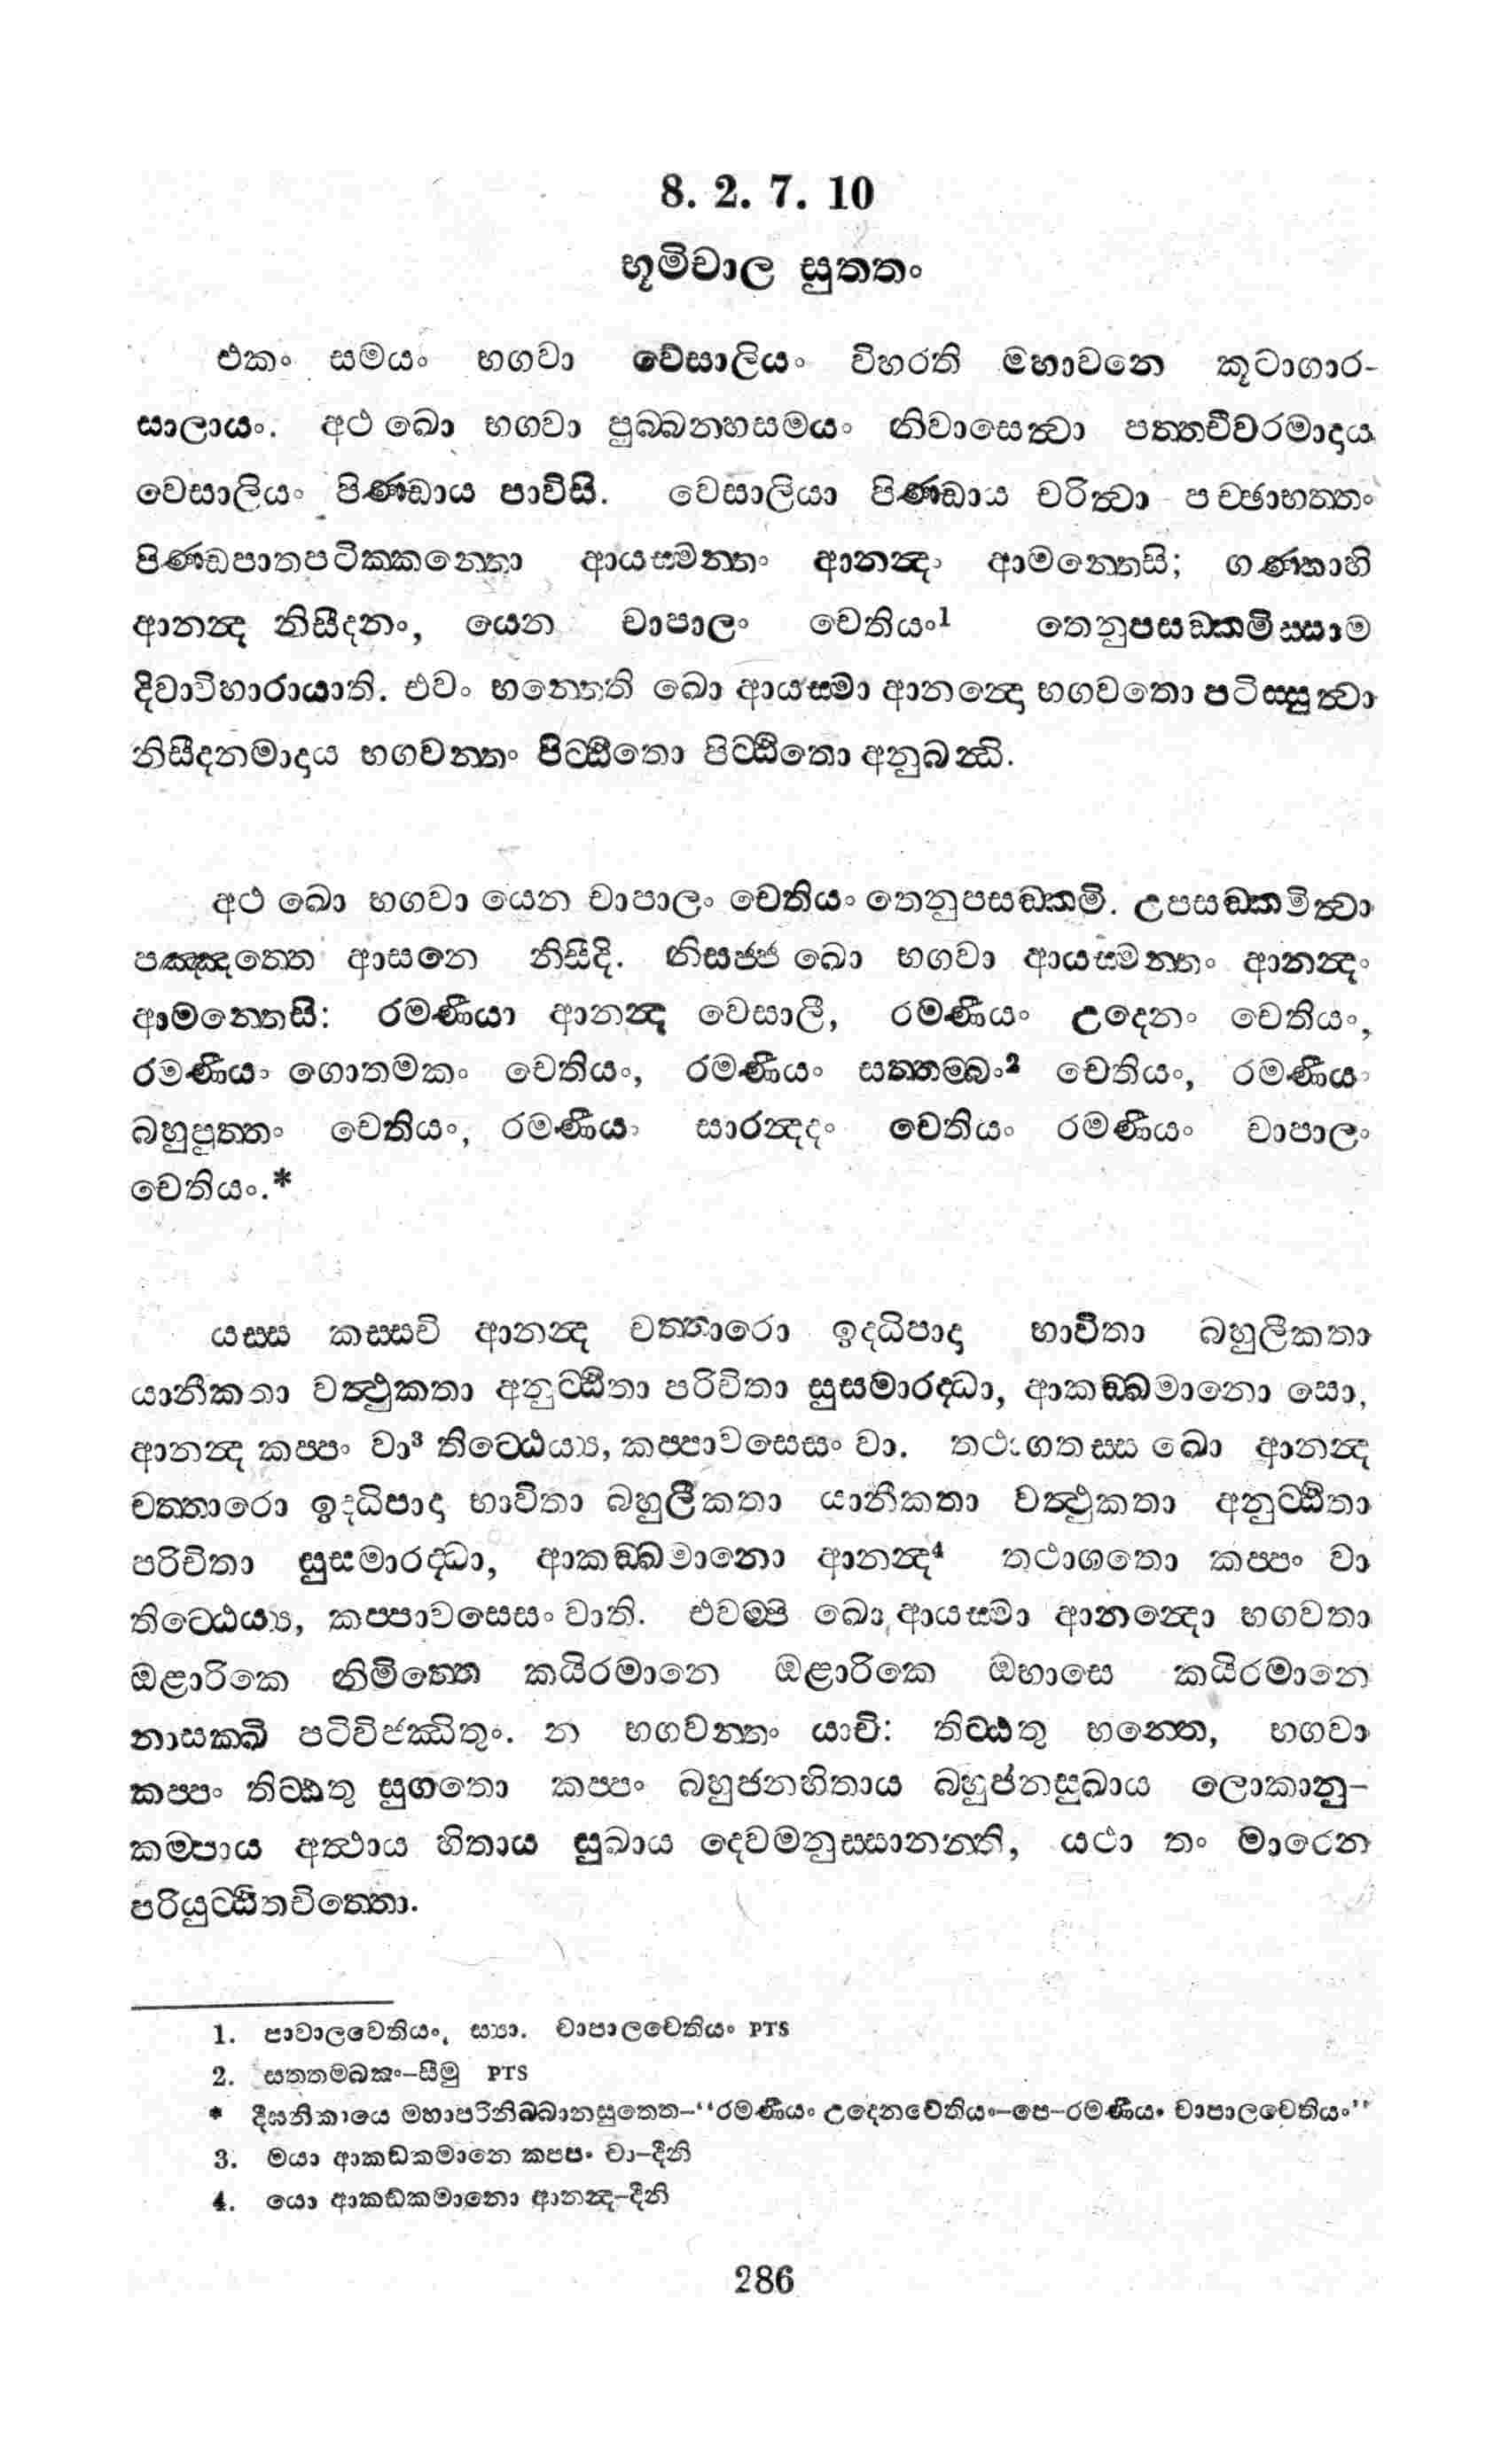 8. 2. 7. 10
භූමිචාල සුත්තං
එකං සමයං භගවා වේසාලියං විහරති මහාවනෙ කූටාගාර-
සාලායං. අථ ඛො භගවා පුබ්බන්හසමයං නිවාසෙත්‍වා පත්තචීවරමාදාය
වෙසාලියං පිණ්ඩාය පාවිසි. වෙසාලියා පිණ්ඩාය චරිත්‍වා පච්ඡාභත්තං
පිණ්ඩපාතපටික්කන්තො ආයස්මන්තං ආනන්‍දං ආමන්තෙසි; ගණ්හාහි
ආනන්‍ද නිසීදනං, යෙන චාපාලං චෙතියං¹ තෙනුපසඞ්කමිස්සාම
දිවාවිහාරායාති. එවං භන්තෙති ඛො ආයස්මා ආනන්‍දො භගවතො පටිස්සුත්‍වා
නිසීදනමාදාය භගවන්තං පිට්ඨිතො පිට්ඨිතො අනුබන්‍ධි.
අථ ඛො භගවා යෙන චාපාලං චෙතියං තෙනුපසඞ්කමි. උපසඞ්කමිත්‍වා
පඤ්ඤත්තෙ ආසනෙ නිසීදි. නිසජ්ජ ඛො භගවා ආයස්මන්තං ආනන්‍දං
ආමන්තෙසි: රමණීයා ආනන්‍ද වෙසාලී, රමණීයං උදෙනං චෙතියං,
රමණීයං ගොතමකං චෙතියං, රමණීයං සත්තම්බං² චෙතියං, රමණීයං
බහුපුත්තං චෙතියං, රමණීයං සාරන්‍දදං චෙතියං රමණීයං චාපාලං
චෙතියං.*
යස්ස කස්සචි ආනන්‍ද චත්තාරො ඉද්ධිපාදා භාවිතා බහුලීකතා
යානීකතා වත්‍ථුකතා අනුට්ඨිතා පරිචිතා සුසමාරද්ධා, ආකඞ්ඛමානො සො,
ආනන්‍ද කප්පං වා³ තිට්ඨෙය්‍ය, කප්පාවසෙසං වා. තථාගතස්ස ඛො ආනන්‍ද
චත්තාරො ඉද්ධිපාදා භාවිතා බහුලීකතා යානීකතා වත්‍ථුකතා අනුට්ඨිතා
පරිචිතා සුසමාරද්ධා, ආකඞ්ඛමානො ආනන්‍ද⁴ තථාගතො කප්පං වා
තිට්ඨෙය්‍ය, කප්පාවසෙසං වාති. එවම්පි ඛො ආයස්මා ආනන්‍දො භගවතා
ඔළාරිකෙ නිමිත්තෙ කයිරමානෙ ඔළාරිකෙ ඔභාසෙ කයිරමානෙ
නාසක්ඛි පටිවිජ්ඣිතුං. න භගවන්තං යාචි: තිට්ඨතු භන්තෙ, භගවා
කප්පං තිට්ඨතු සුගතො කප්පං බහුජනහිතාය බහුජනසුඛාය ලොකානු-
කම්පාය අත්‍ථාය හිතාය සුඛාය දෙවමනුස්සානන්ති, යථා තං මාරෙන
පරියුට්ඨිතචිත්තො.
1. පාවාලචෙතියං, ස්‍යා. චාපාලචෙතියං PTS
2. සත්තම්බකං-සීමු PTS
* දීඝනිකායෙ මහාපරිනිබ්බානසුත්තෙ-“රමණීයං උදෙනචේතියං-පෙ-රමණීයං චාපාලචෙතියං”
3. මයා ආකඩ්කමානෙ කප්පං වා-දීනි
4. යො ආකඩ්කමානො ආනන්‍ද-දීනි
286